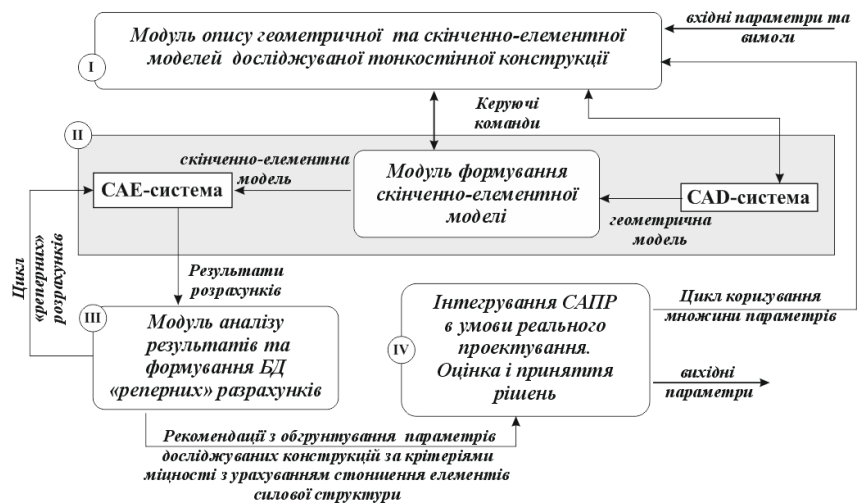 Модуль опису геометричної та скінченно-елементної
моделей досліджуваної тонкостінної конструкції
I
вхідні параметри та
вимоги
Керуючі
команди
II
скінченно-елементна
модель
CAE-система
Модуль формування
скінченно-елементної
моделі
CAD-система
геометрична
модель
Цикл
«реперних»
розрахунків
Результати
розрахунків
III
Модуль аналізу
результатів та
формування БД
«реперних» разрахунків
IV
Інтегрування САПР
в умови реального
проектування.
Оцінка і приняття
рішень
Цикл коригування
множини параметрів
вихідні
параметри
Рекомендації з обгрунтування параметрів
досліджуваних конструкцій за крітеріями
міцності з урахуванням стоншення елементів
силової структури